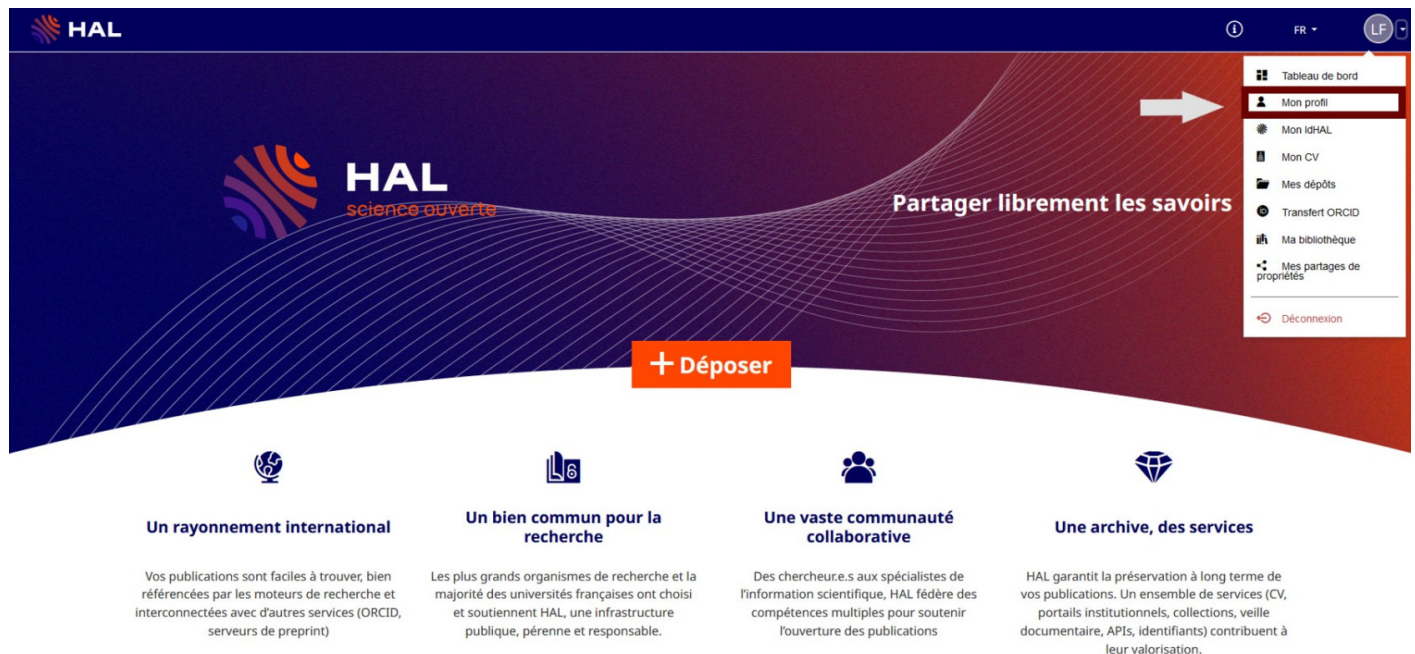 HAL
FR
LF
Tableau de bord
Mon profil
Mon IdHAL
Mon CV
Mes dépôts
Transfert ORCID
Ma bibliothèque
Mes partages de
propriétés
Déconnexion
HAL
science ouverte
Partager librement les savoirs
+ Déposer
Un rayonnement international
Vos publications sont faciles à trouver, bien
référencées par les moteurs de recherche et
interconnectées avec d'autres services (ORCID,
serveurs de preprint)
Un bien commun pour la
recherche
Les plus grands organismes de recherche et la
majorité des universités françaises ont choisi
et soutiennent HAL, une infrastructure
publique, pérenne et responsable.
Une vaste communauté
collaborative
Des chercheur.e.s aux spécialistes de
l'information scientifique, HAL fédère des
compétences multiples pour soutenir
l'ouverture des publications
Une archive, des services
HAL garantit la préservation à long terme de
vos publications. Un ensemble de services (CV,
portails institutionnels, collections, veille
documentaire, APIs, identifiants) contribuent à
leur valorisation.